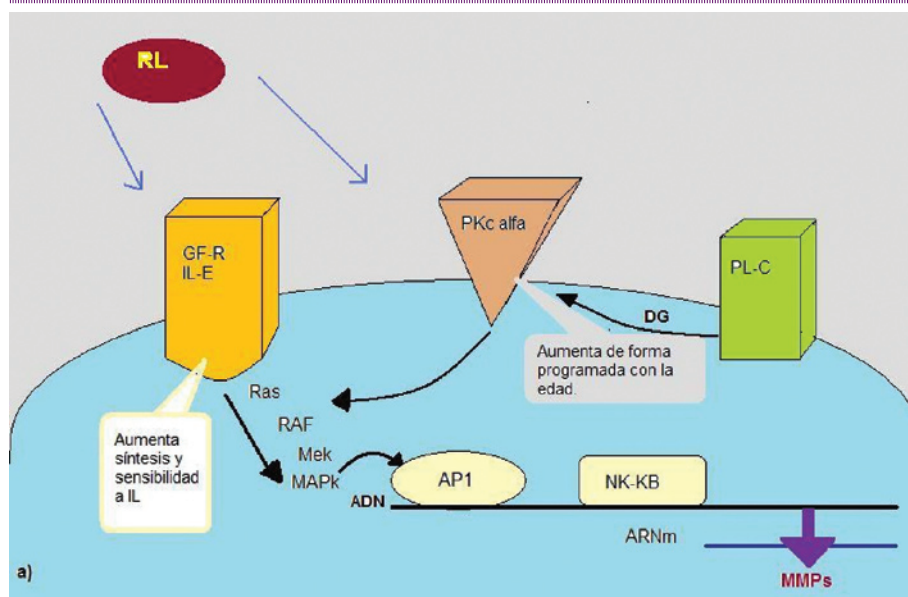 RL
GF-R
IL-E
PKc alfa
PL-C
DG
Aumenta de forma
programada con la
edad.
Ras
RAF
Mek
MAPk
Aumenta
síntesis y
sensibilidad
a IL
ADN
AP1
NK-KB
ARNm
MMPs
a)